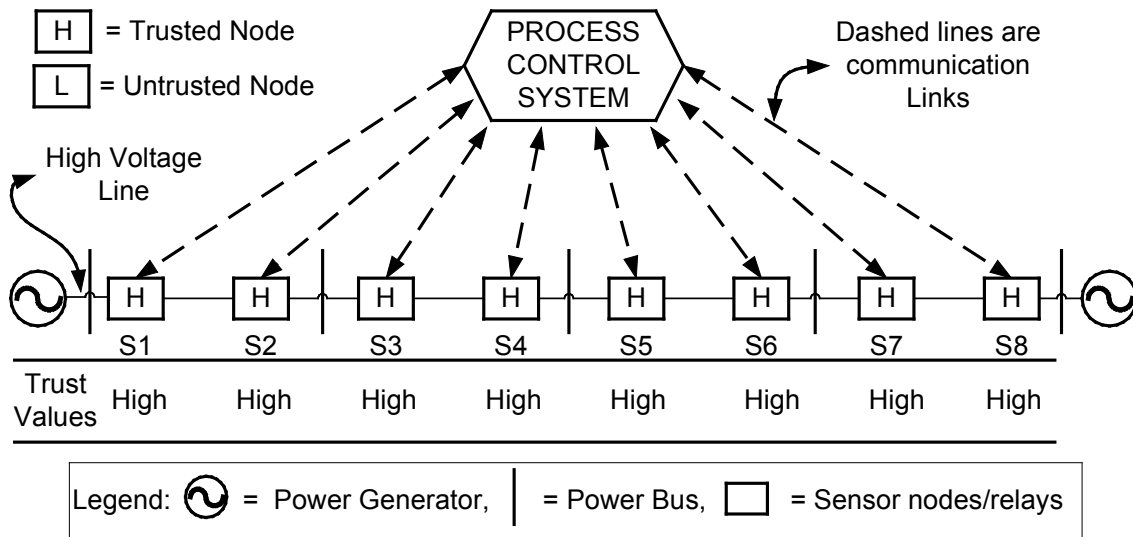 H = Trusted Node
L = Untrusted Node
PROCESS
CONTROL
SYSTEM
Dashed lines are
communication
Links
High Voltage
Line
H H H H H H H H
S1 S2 S3 S4 S5 S6 S7 S8
Trust
Values
High High High High High High High High
Legend: = Power Generator, = Power Bus, = Sensor nodes/relays